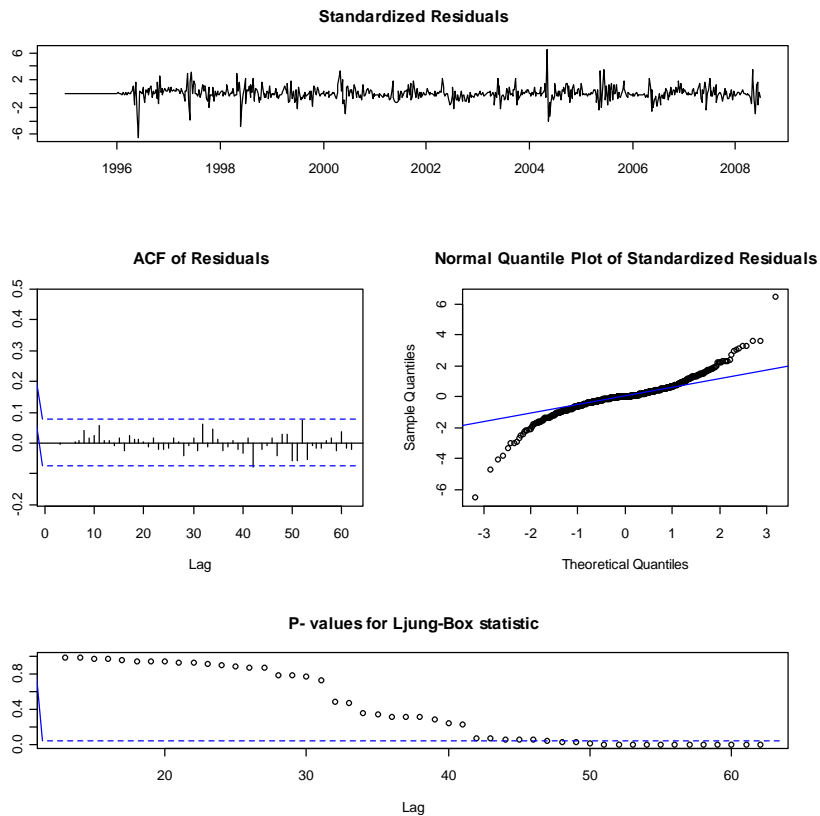 Standardized Residuals
6
2
-2
-6
1996 1998 2000 2002 2004 2006 2008
ACF of Residuals
0.5
0.4
0.3
0.2
0.1
0.0
-0.2
0 10 20 30 40 50 60
Lag
Normal Quantile Plot of Standardized Residuals
Sample Quantiles
6
4
2
0
-2
-4
-6
-3 -2 -1 0 1 2 3
Theoretical Quantiles
P- values for Ljung-Box statistic
0.8
0.4
0.0
20 30 40 50 60
Lag